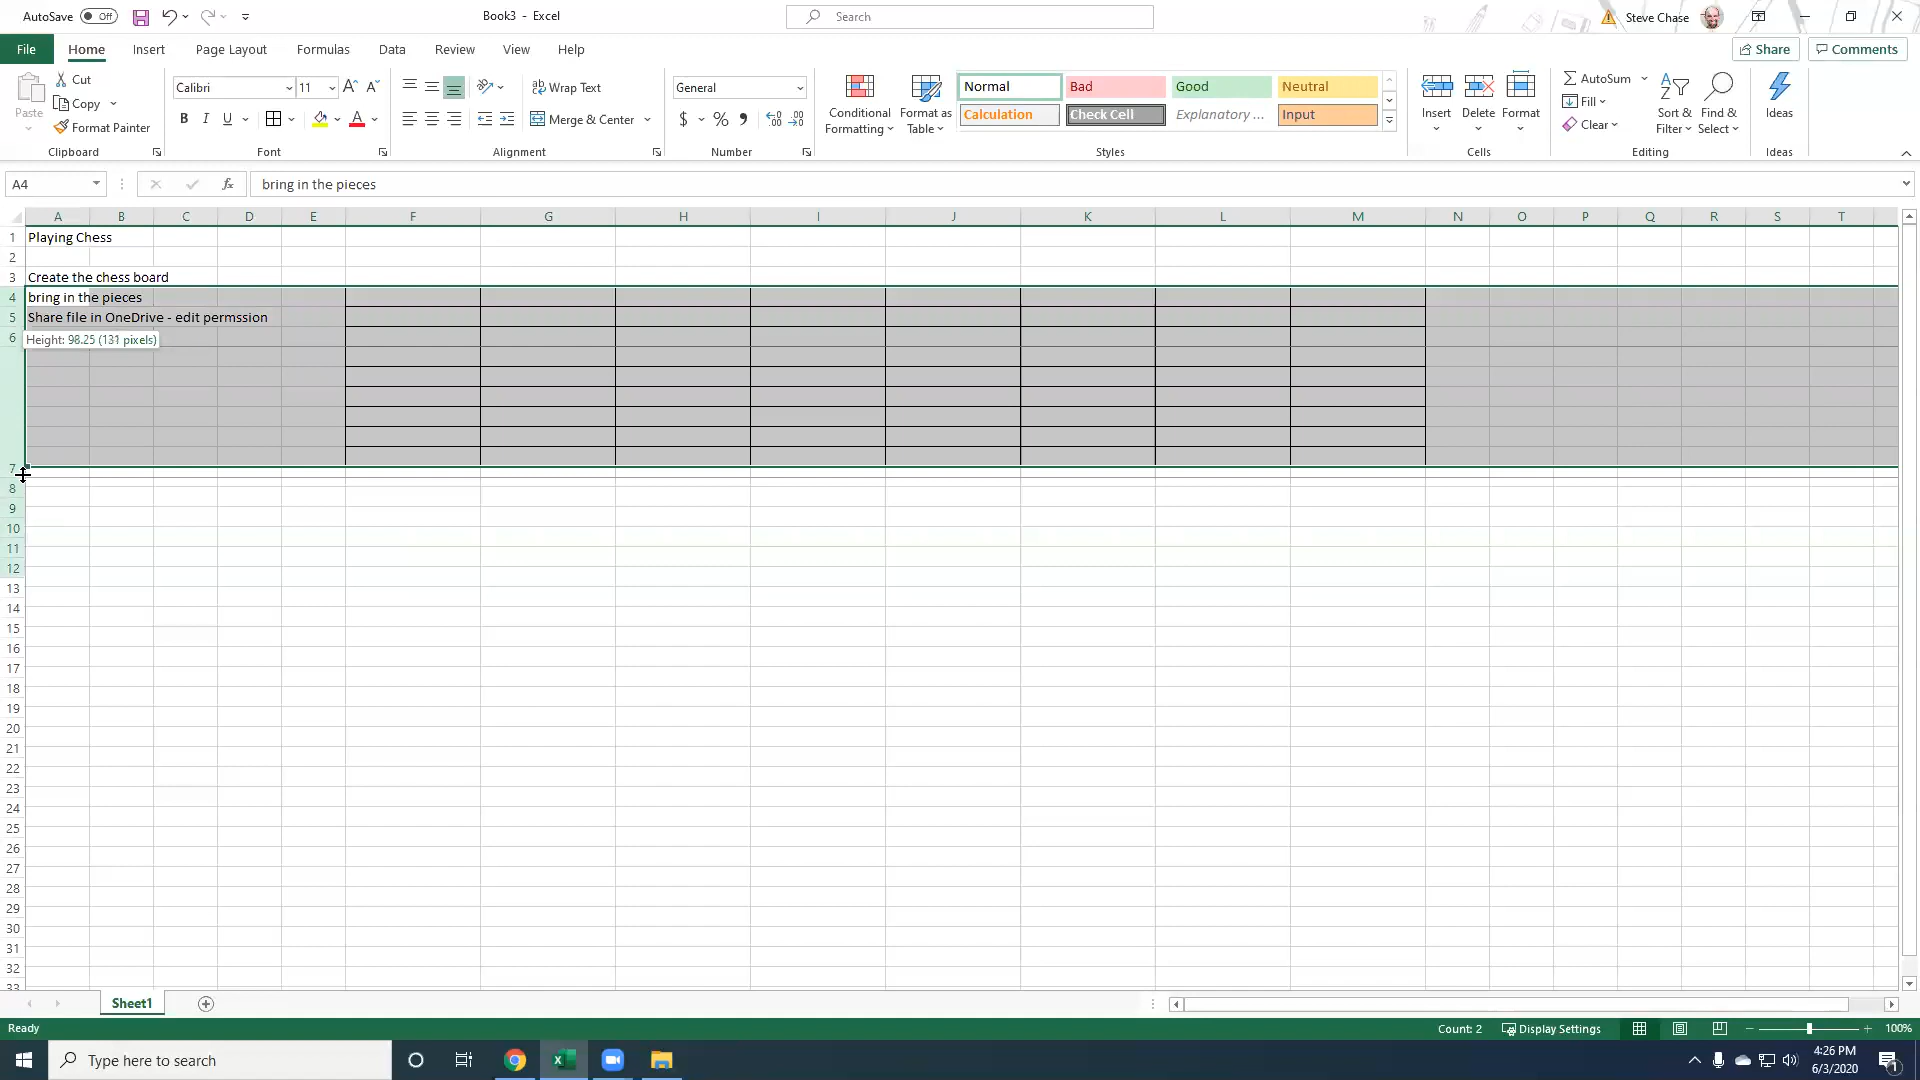 AutoSave Off Book3 - Excel Search Steve Chase
File Home Insert Page Layout Formulas Data Review View Help Share Comments
Paste Cut Copy Format Painter Clipboard
Calibri 11 A A B I U A Font
ab Wrap Text Merge & Center Alignment
General $ % , .00 Number
Conditional Formatting Format as Table
Normal Bad Good Neutral
Calculation Check Cell Explanatory ... Input
Styles
Insert Delete Format Cells
AutoSum Fill Clear Sort & Filter Find & Select Editing
Ideas Ideas
A4 fx bring in the pieces
A B C D E F G H I J K L M N O P Q R S T
1 Playing Chess
2
3 Create the chess board
4 bring in the pieces
5 Share file in OneDrive - edit permssion
6 Height: 98.25 (131 pixels)
7
8
9
10
11
12
13
14
15
16
17
18
19
20
21
22
23
24
25
26
27
28
29
30
31
32
33
Sheet1
Ready Count: 2 Display Settings 100%
Type here to search 4:26 PM
6/3/2020 1